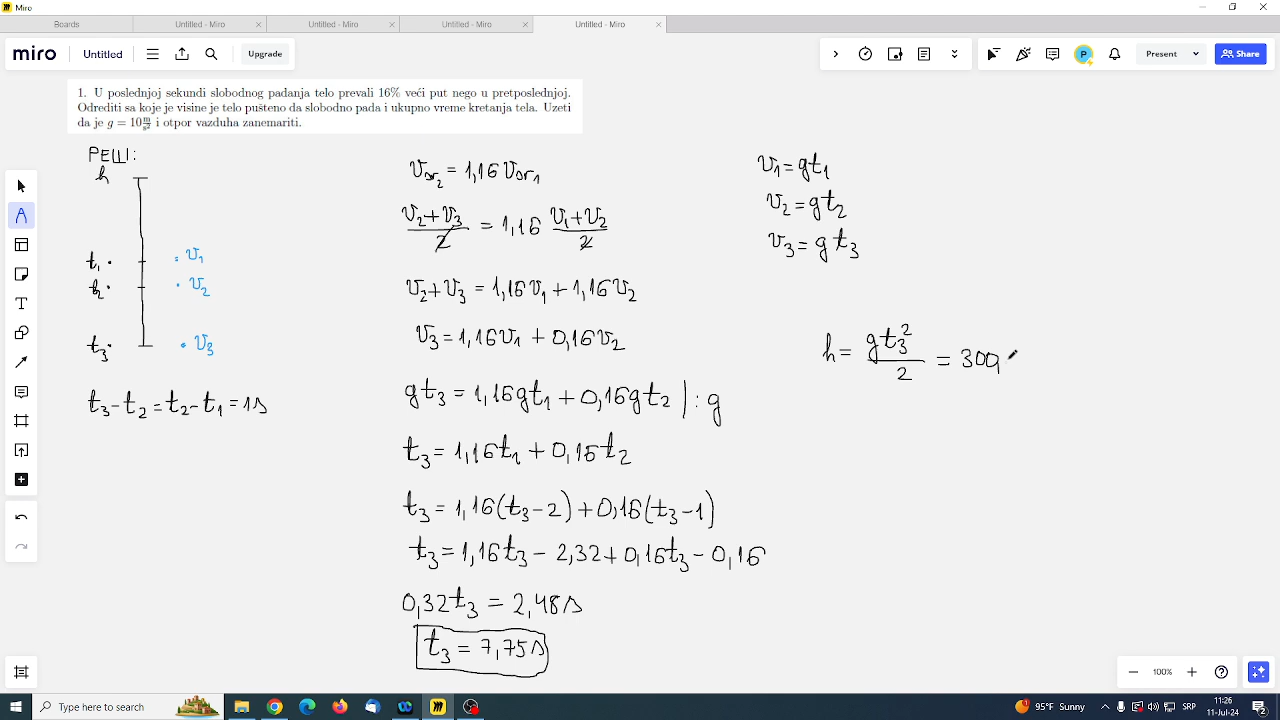 Miro
Boards
Untitled - Miro
Untitled - Miro
Untitled - Miro
Untitled - Miro
miro
Untitled
Upgrade
P
Present
Share
1. U poslednjoj sekundi slobodnog padanja telo prevali 16% veći put nego u pretposlednjoj.
Odrediti sa koje je visine je telo pušteno da slobodno pada i ukupno vreme kretanja tela. Uzeti
da je g = 10 m/s² i otpor vazduha zanemariti.
h
t₁
t₂
t₃
v₁
v₂
v₃
t₃-t₂=t₂-t₁=1s
v_sr₂=1,16v_sr₁
(v₂+v₃)/2=1,16(v₁+v₂)/2
v₂+v₃=1,16v₁+1,16v₂
v₃=1,16v₁+0,16v₂
gt₃=1,16gt₁+0,16gt₂|:g
t₃=1,16t₁+0,16t₂
t₃=1,16(t₃-2)+0,16(t₃-1)
t₃=1,16t₃-2,32+0,16t₃-0,16
0,32t₃=2,48s
t₃=7,75s
v₁=gt₁
v₂=gt₂
v₃=gt₃
h=gt₃²/2=300
100%
Type here to search
95°F Sunny
SRP
11:26
11-Jul-24